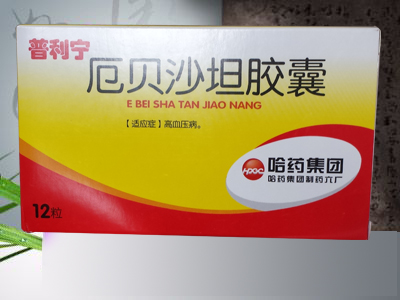 普利宁
厄贝沙坦胶囊
E BEI SHA TAN JIAO NANG
【适应症】高血压病。
HXGC
哈药集团
哈药集团制药六厂
12粒